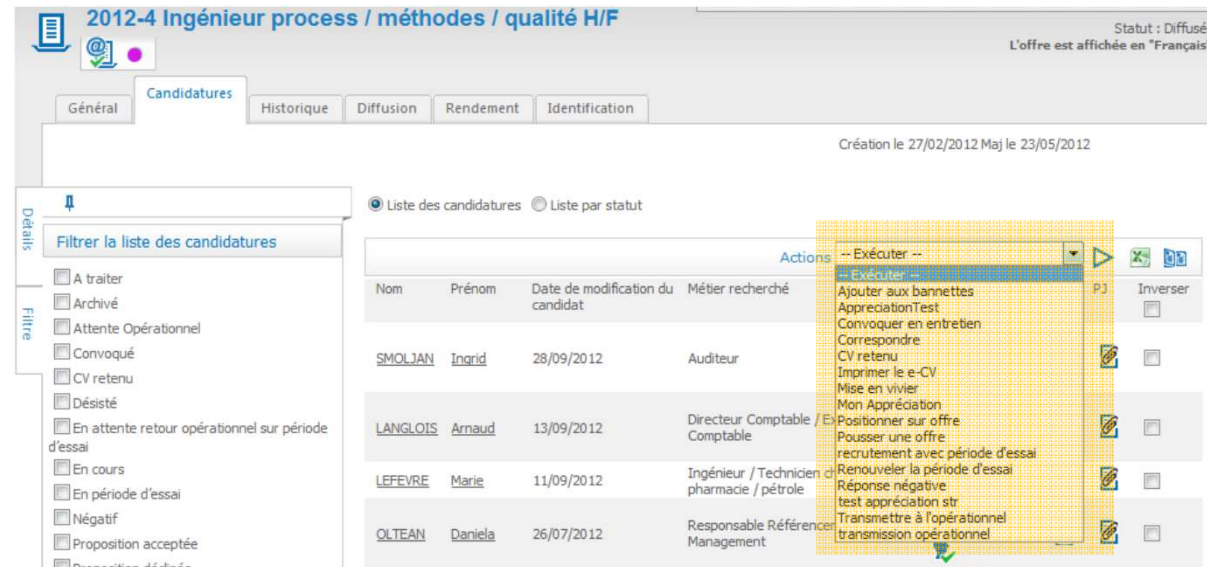 2012-4 Ingénieur process / méthodes / qualité H/F
Statut : Diffusé
L'offre est affichée en "Français"
Général
Candidatures
Historique
Diffusion
Rendement
Identification
Création le 27/02/2012 Maj le 23/05/2012
Détails
Filtre
Liste des candidatures
Liste par statut
Filtrer la liste des candidatures
A traiter
Archivé
Attente Opérationnel
Convoqué
CV retenu
Désisté
En attente retour opérationnel sur période
d'essai
En cours
En période d'essai
Négatif
Proposition acceptée
Proposition déclinée
Actions
-- Exécuter --
-- Exécuter --
Ajouter aux bannettes
AppreciationTest
Convoquer en entretien
Correspondre
CV retenu
Imprimer le e-CV
Mise en vivier
Mon Appréciation
Positionner sur offre
Pousser une offre
recrutement avec période d'essai
Renouveler la période d'essai
Réponse négative
test appréciation str
Transmettre à l'opérationnel
transmission opérationnel
Nom Prénom Date de modification du Métier recherché PJ Inverser
candidat
SMOLJAN Ingrid 28/09/2012 Auditeur
LANGLOIS Arnaud 13/09/2012 Directeur Comptable /
Comptable
LEFEVRE Marie 11/09/2012 Ingénieur / Technicien
pharmacie / pétrole
OLTEAN Daniela 26/07/2012 Responsable
Management